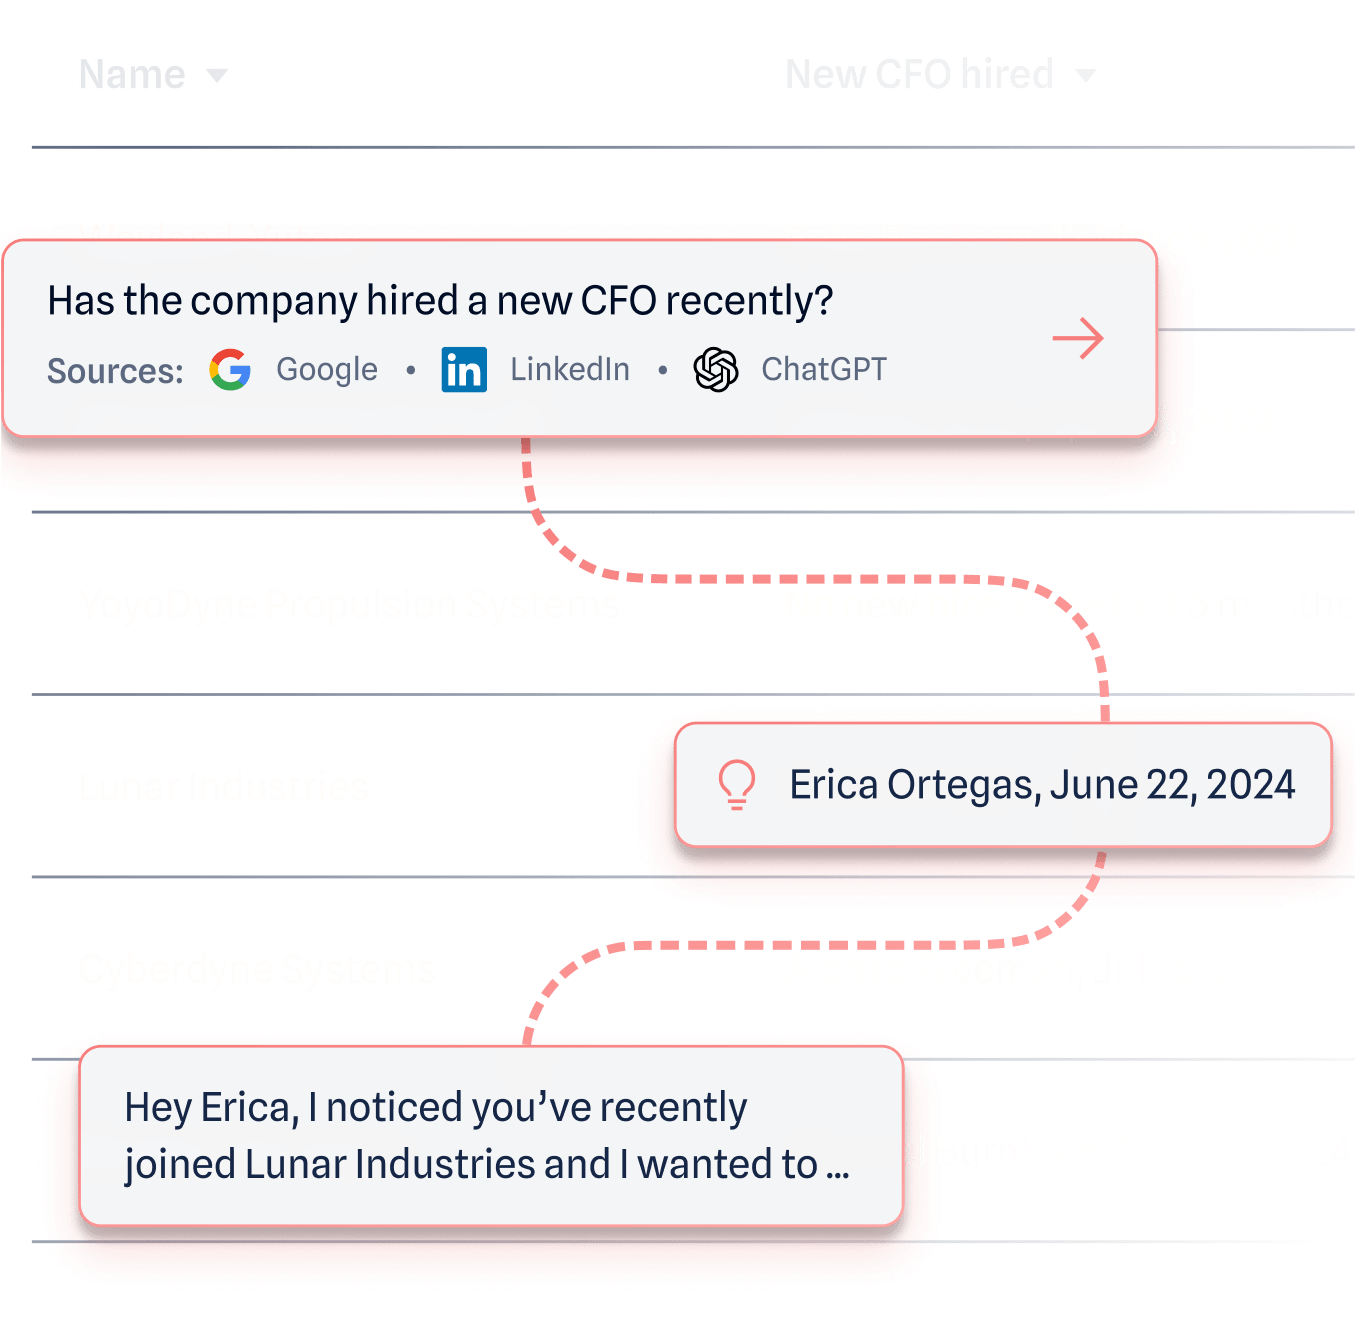 Name New CFO hired
Has the company hired a new CFO recently?
Sources: Google • LinkedIn • ChatGPT
YoyoDyne Propulsion Systems new
Lunar Industries
Erica Ortegas, June 22, 2024
Cyberdyne Systems
Hey Erica, I noticed you’ve recently
joined Lunar Industries and I wanted to ...